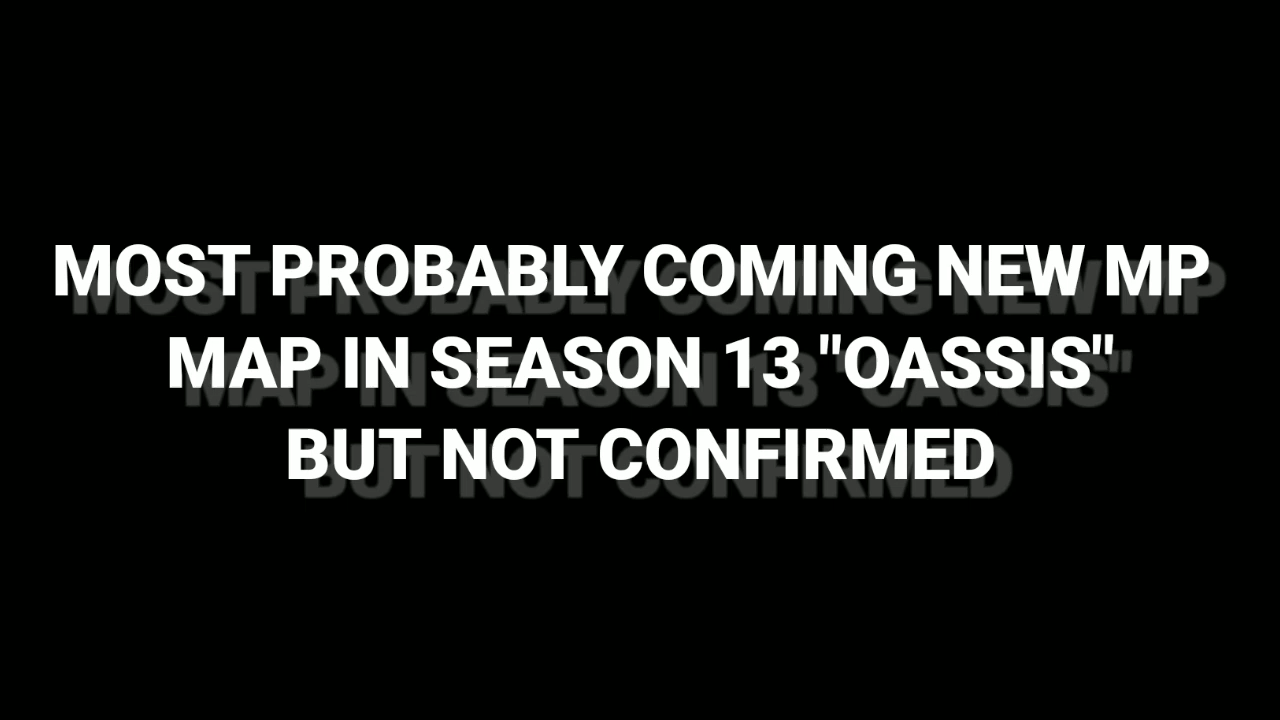 MOST PROBABLY COMING NEW MP
MAP IN SEASON 13 "OASSIS"
BUT NOT CONFIRMED